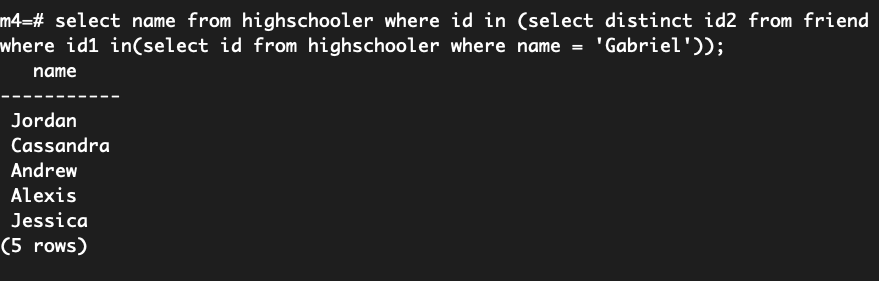 m4=# select name from highschooler where id in (select distinct id2 from friend
where id1 in(select id from highschooler where name = 'Gabriel'));
name
-----------
Jordan
Cassandra
Andrew
Alexis
Jessica
(5 rows)